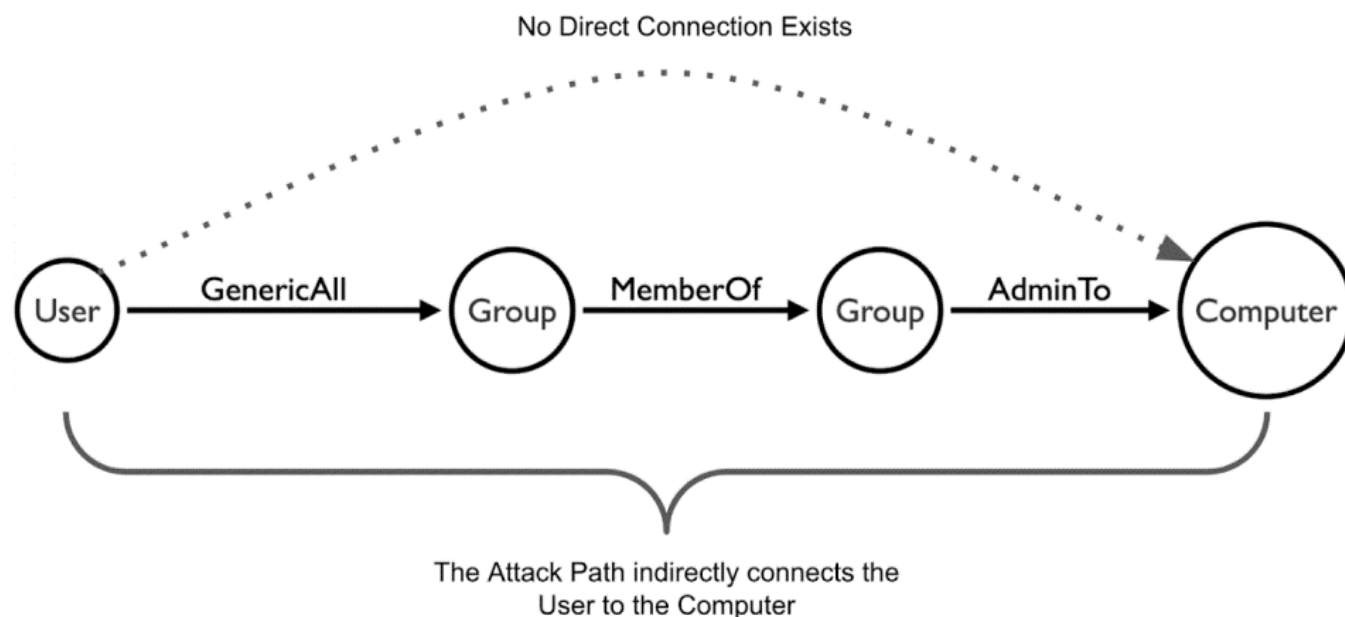 No Direct Connection Exists
User
GenericAll
Group
MemberOf
Group
AdminTo
Computer
The Attack Path indirectly connects the
User to the Computer